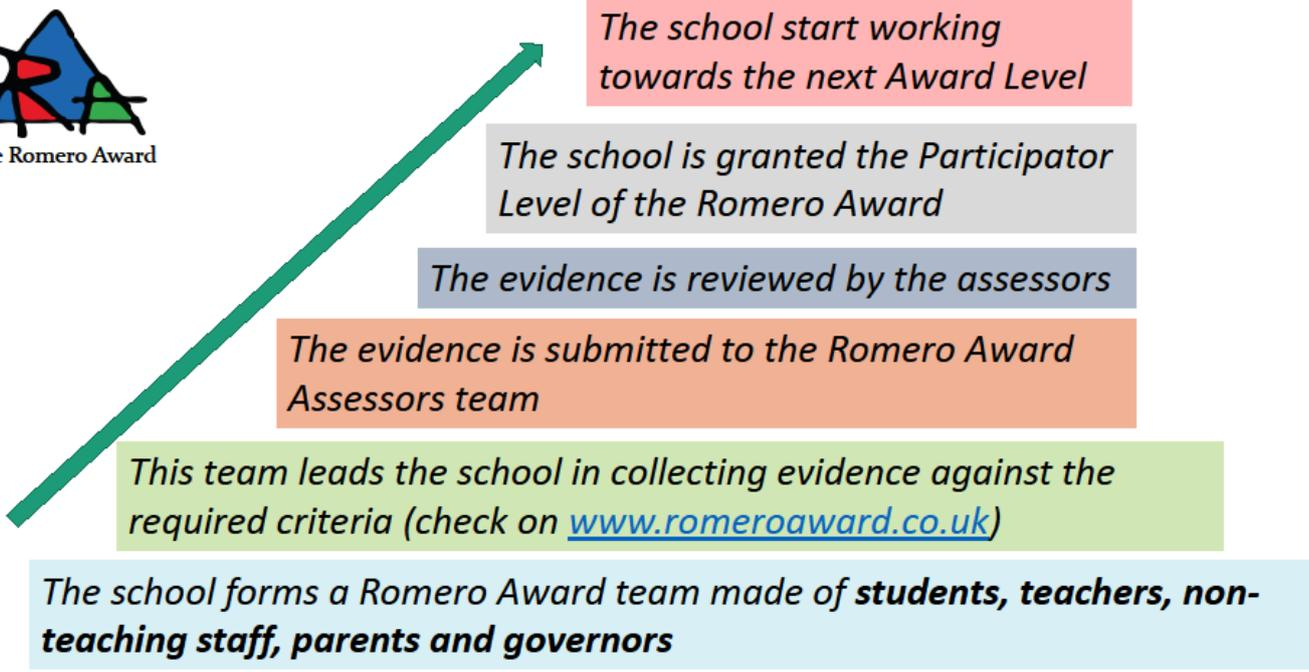 RA
e Romero Award
The school start working
towards the next Award Level
The school is granted the Participator
Level of the Romero Award
The evidence is reviewed by the assessors
The evidence is submitted to the Romero Award
Assessors team
This team leads the school in collecting evidence against the
required criteria (check on www.romeroaward.co.uk)
The school forms a Romero Award team made of students, teachers, non-
teaching staff, parents and governors